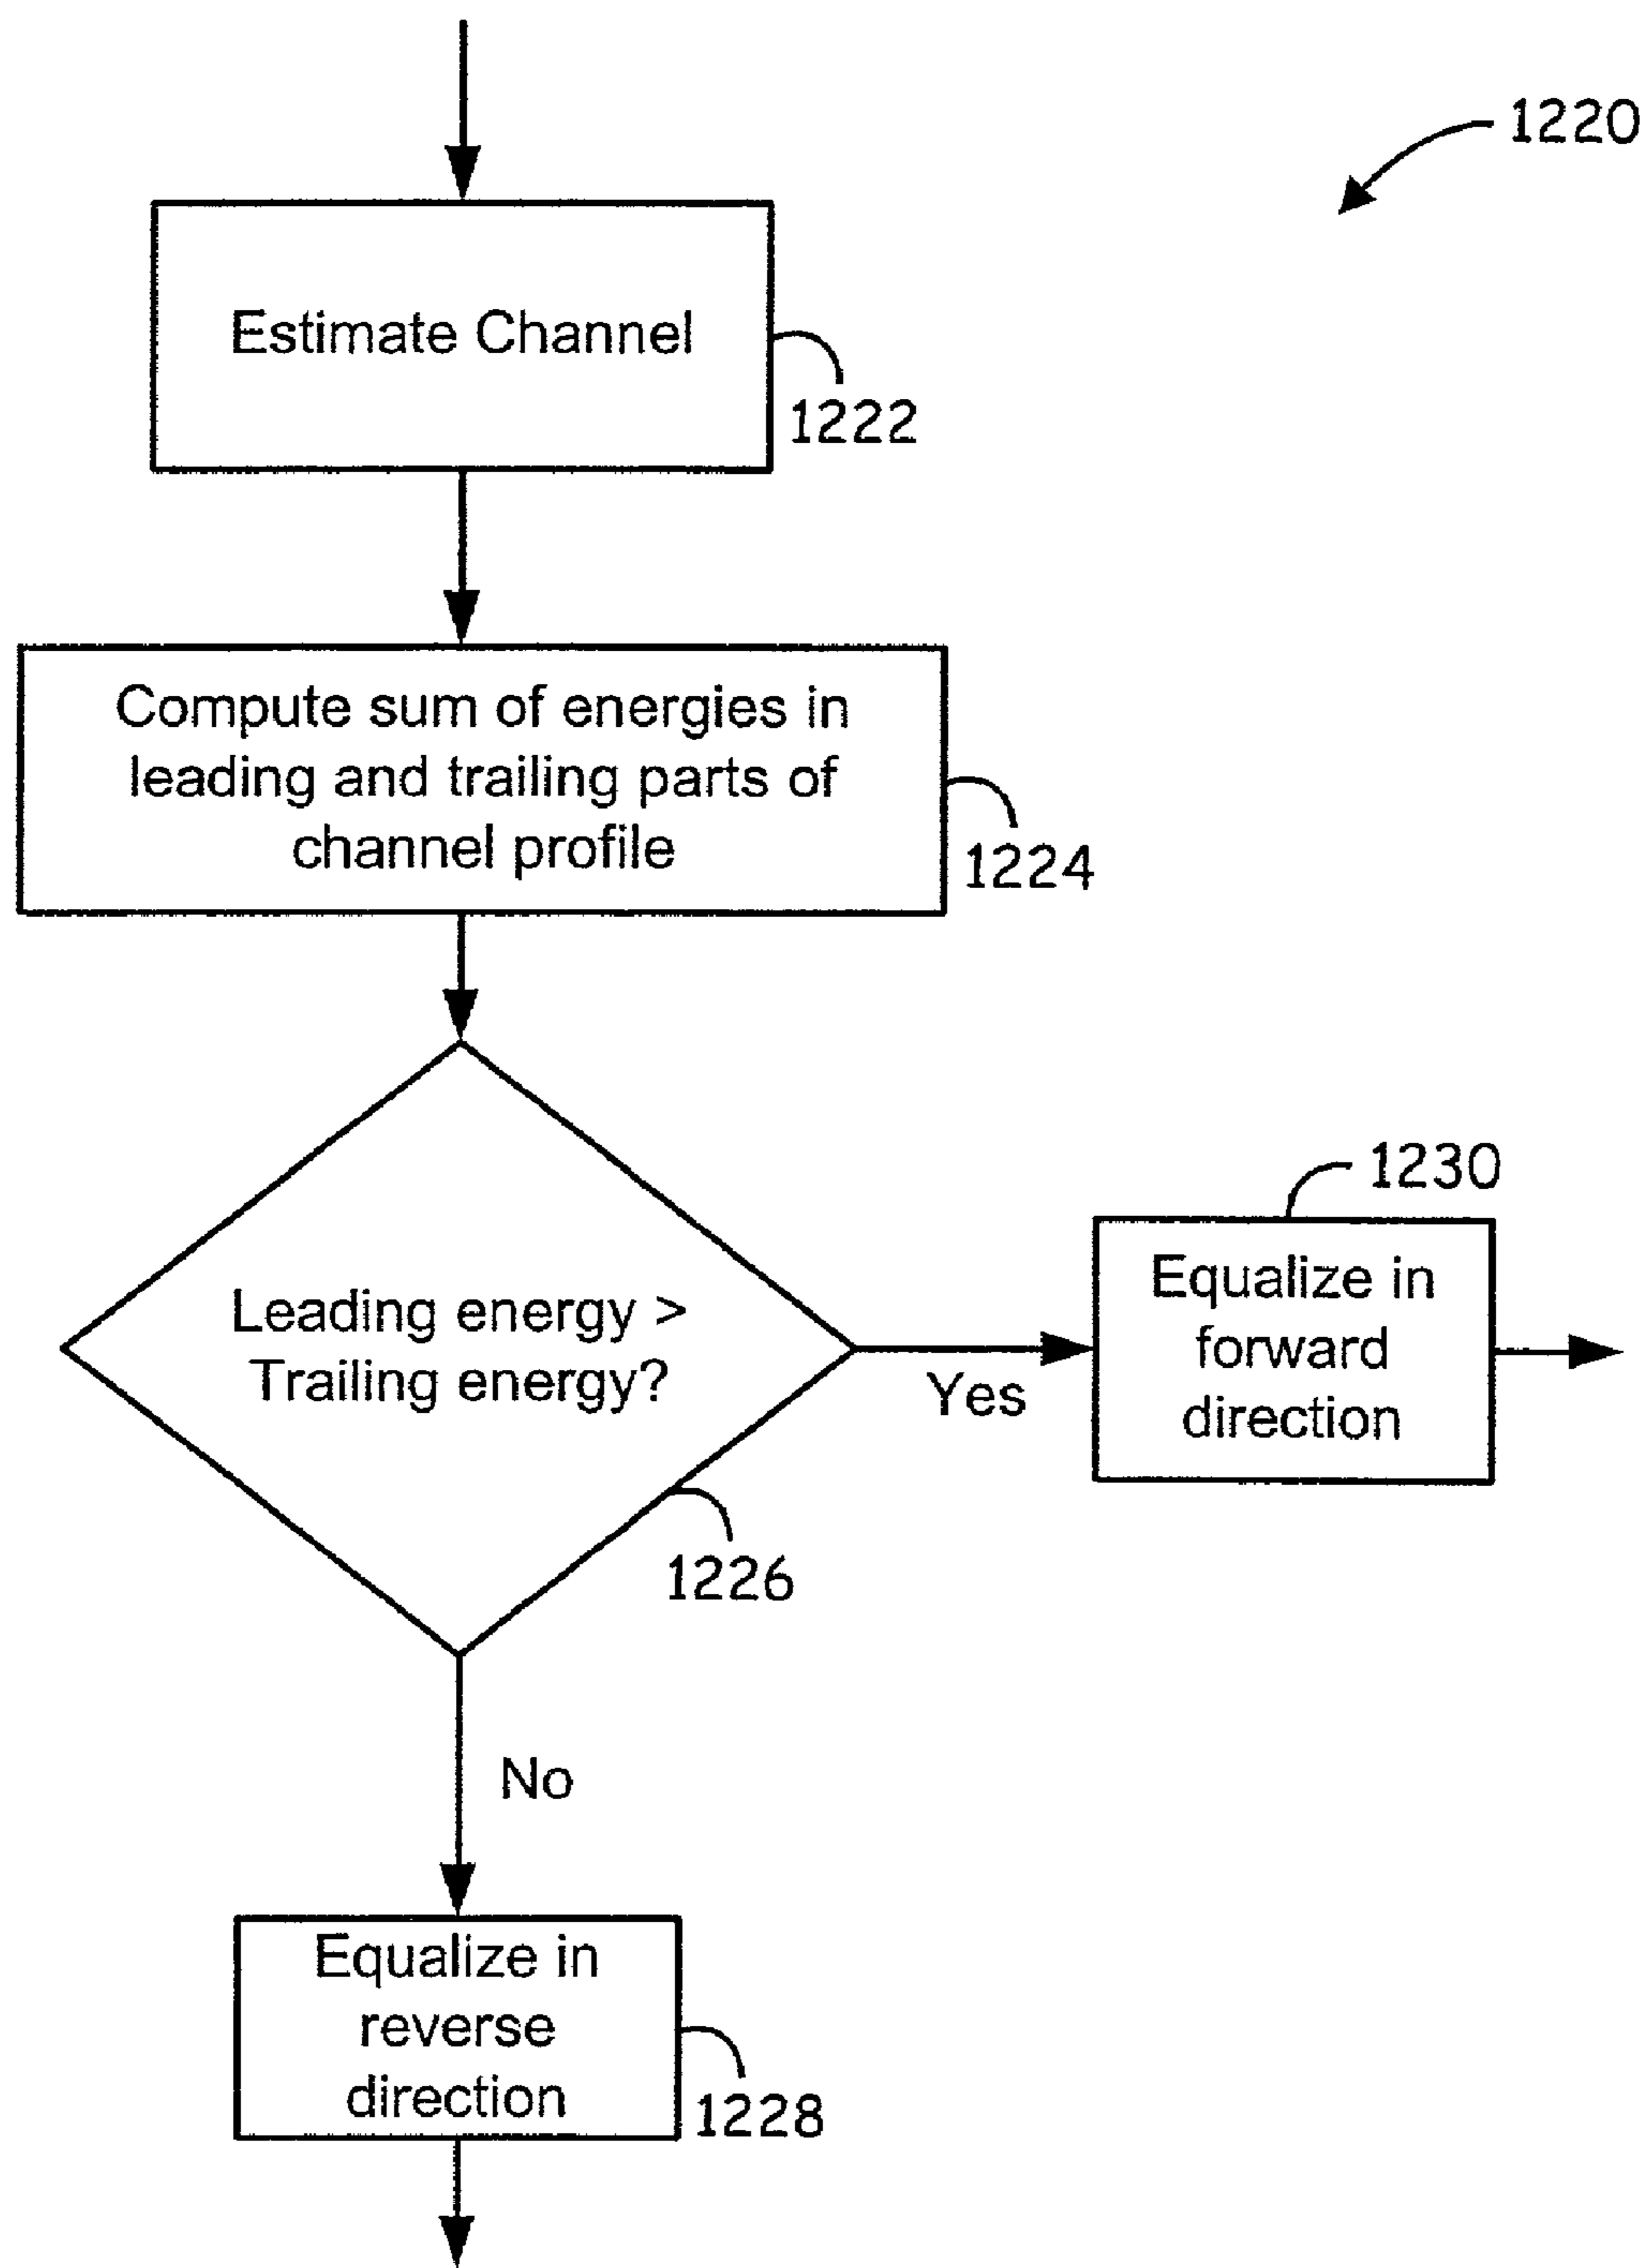 1220
Estimate Channel
1222
Compute sum of energies in
leading and trailing parts of
channel profile
1224
Leading energy >
Trailing energy?
1226
Yes
1230
Equalize in
forward
direction
No
Equalize in
reverse
direction
1228